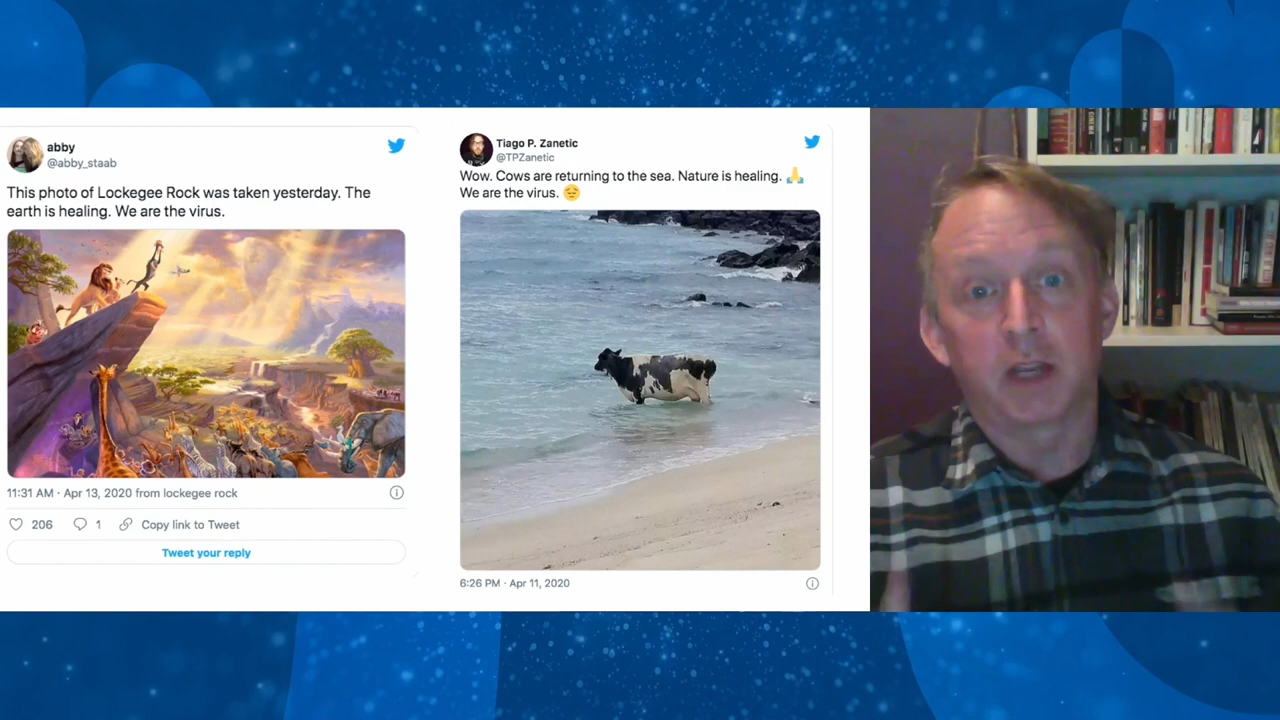 abby
@abby_staab
This photo of Lockegee Rock was taken yesterday. The
earth is healing. We are the virus.
11:31 AM · Apr 13, 2020 from lockegee rock
206
1
Copy link to Tweet
Tweet your reply
Tiago P. Zanetic
@TPZanetic
Wow. Cows are returning to the sea. Nature is healing. 🙏
We are the virus. 😔
6:26 PM · Apr 11, 2020